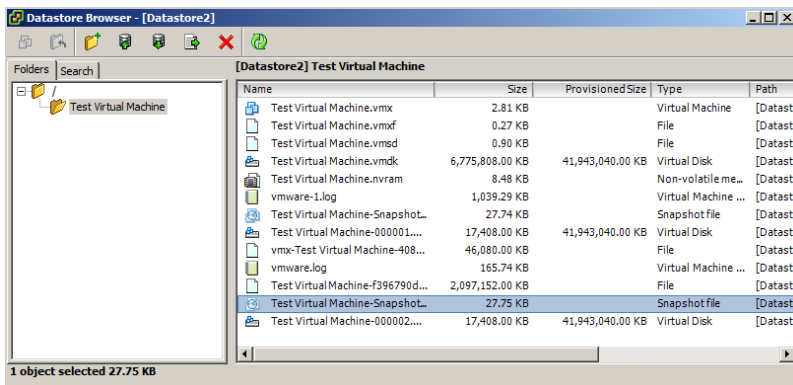 Datastore Browser - [Datastore2]
Folders Search
[Datastore2] Test Virtual Machine
/
Test Virtual Machine
Name Size Provisioned Size Type Path
Test Virtual Machine.vmx 2.81 KB Virtual Machine [Datast
Test Virtual Machine.vmxf 0.27 KB File [Datast
Test Virtual Machine.vmsd 0.90 KB File [Datast
Test Virtual Machine.vmdk 6,775,808.00 KB 41,943,040.00 KB Virtual Disk [Datast
Test Virtual Machine.nvram 8.48 KB Non-volatile me... [Datast
vmware-1.log 1,039.29 KB Virtual Machine ... [Datast
Test Virtual Machine-Snapshot... 27.74 KB Snapshot file [Datast
Test Virtual Machine-000001.... 17,408.00 KB 41,943,040.00 KB Virtual Disk [Datast
vmx-Test Virtual Machine-408... 46,080.00 KB File [Datast
vmware.log 165.74 KB Virtual Machine ... [Datast
Test Virtual Machine-f396790d... 2,097,152.00 KB File [Datast
Test Virtual Machine-Snapshot... 27.75 KB Snapshot file [Datast
Test Virtual Machine-000002.... 17,408.00 KB 41,943,040.00 KB Virtual Disk [Datast
1 object selected 27.75 KB